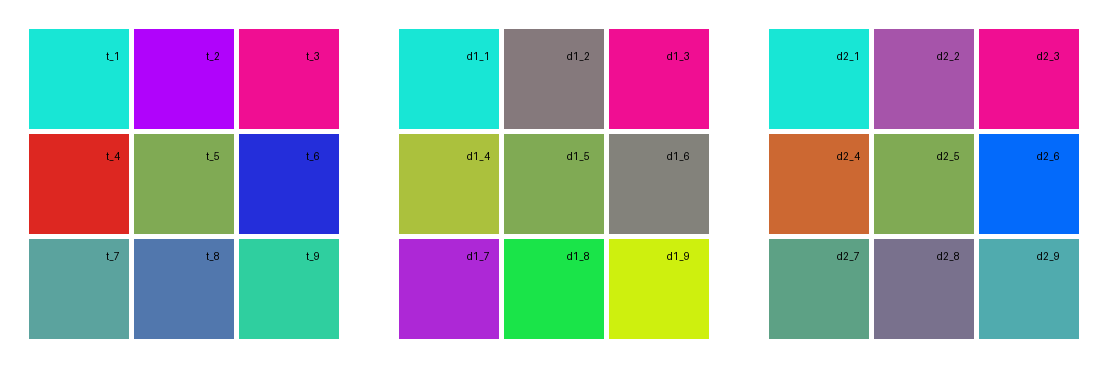 t_1 t_2 t_3 d1_1 d1_2 d1_3 d2_1 d2_2 d2_3
t_4 t_5 t_6 d1_4 d1_5 d1_6 d2_4 d2_5 d2_6
t_7 t_8 t_9 d1_7 d1_8 d1_9 d2_7 d2_8 d2_9